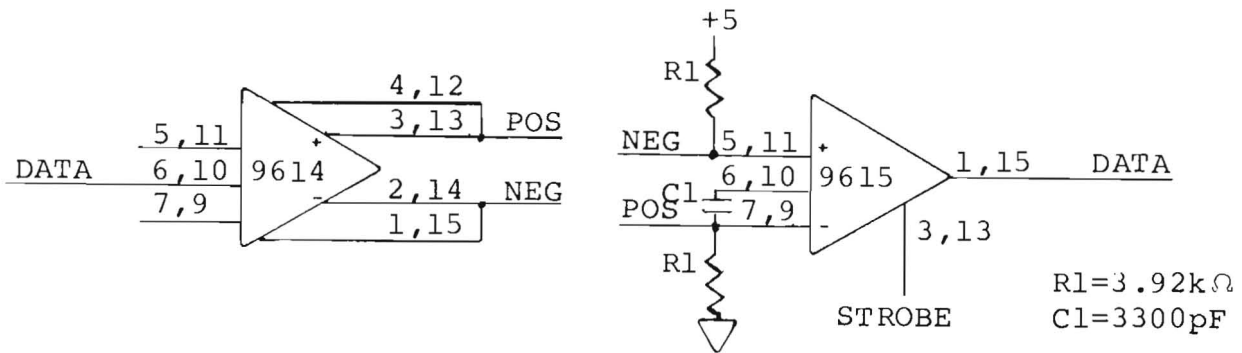 4,12
3,13 POS
5,11 +
DATA 6,10 9614
7,9 -
2,14 NEG
1,15
+5
R1
NEG 5,11 +
6,10 9615 1,15 DATA
C1
POS 7,9 -
3,13
R1
STROBE
R1=3.92kΩ
C1=3300pF